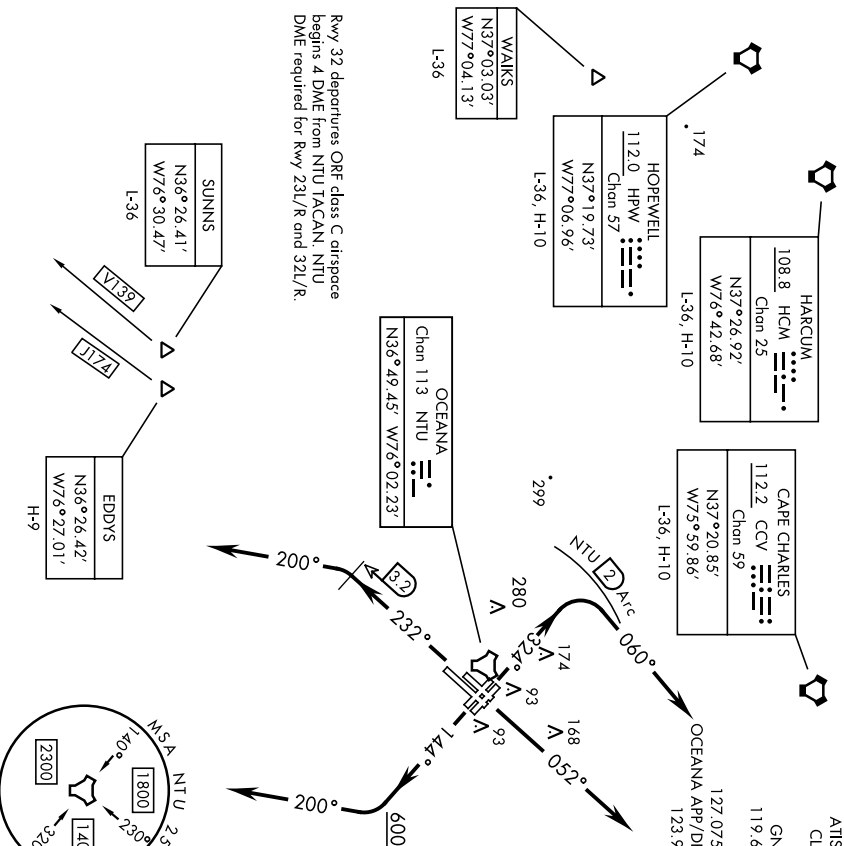 WAIKS
N37°03.03'
W77°04.13'
L-36
HOPEWELL
112.0 HPW
Chan 57
N37°19.73'
W77°06.96'
L-36, H-10
174
HARCUM
108.8 HCM
Chan 25
N37°26.92'
W76°42.68'
L-36, H-10
CAPE CHARLES
112.2 CCV
Chan 59
N37°20.85'
W75°59.86'
L-36, H-10
Rwy 32 departures ORF class C airspace
begins 4 DME from NTU TACAN. NTU
DME required for Rwy 23L/R and 32L/R.
SUNNS
N36°26.41'
W76°30.47'
L-36
V139
J174
EDDYS
N36°26.42'
W76°27.01'
H-9
OCEANA
Chan 113 NTU
N36°49.45' W76°02.23'
299
NTU 2 Arc
060°
324°
280
174
93
93
168
052°
3.2
232°
200°
144°
200°
600
OCEANA APP/D
127.075
123.9
GN
119.6
ATIS
CL
MSA NTU 25
140°
2300
1800
230°
140
320